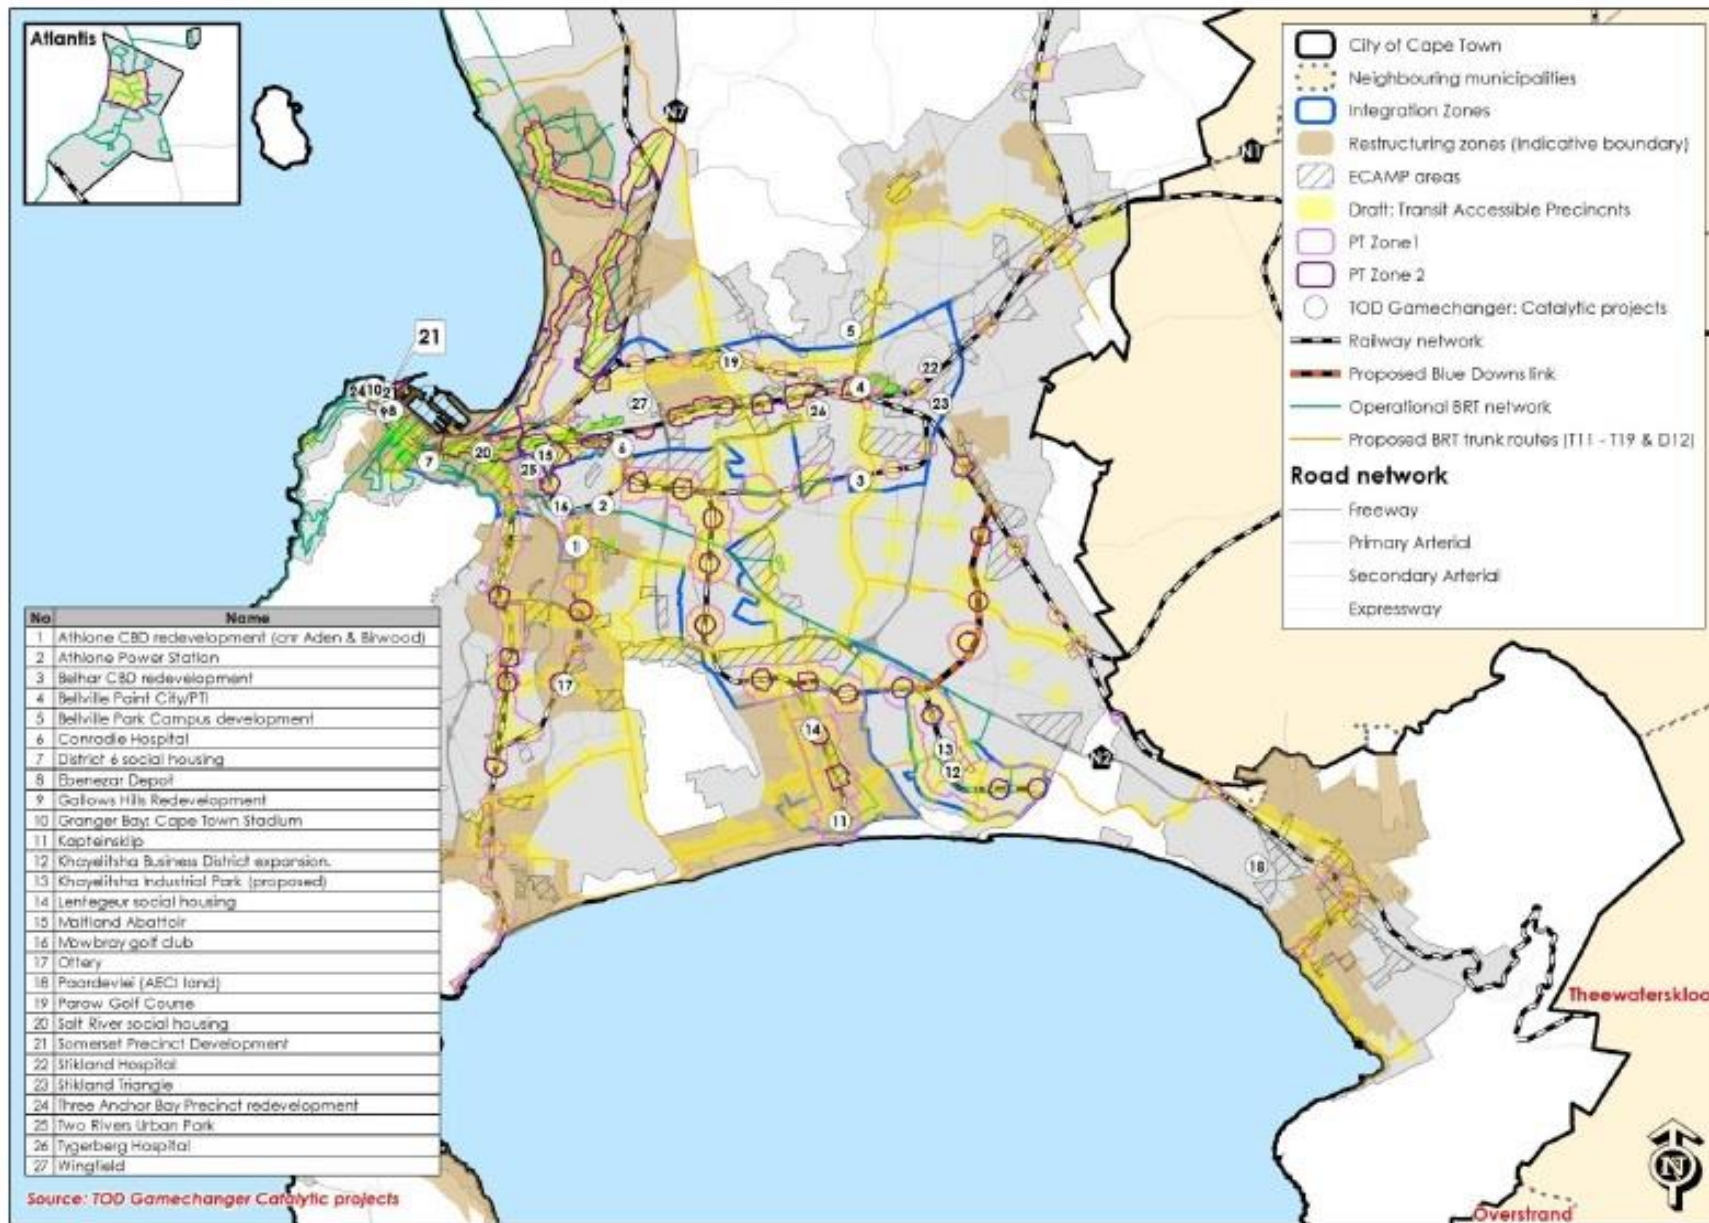 Atlantis
City of Cape Town
Neighbouring municipalities
Integration Zones
Restructuring zones (Indicative boundary)
ECAMP areas
Draft: Transit Accessible Precincnts
PT Zone1
PT Zone 2
TOD Gamechanger: Catalytic projects
Railway network
Proposed Blue Downs link
Operational BRT network
Proposed BRT trunk routes (T11 - T19 & D12)
Road network
Freeway
Primary Arterial
Secondary Arterial
Expressway
N7
N1
21
5
19
22
24 10 21
4
27
26
23
98
6
20
15
7
25
3
16
2
1
17
14
13
N2
12
11
18
No Name
1 Athlone CBD redevelopment (cnr Aden & Birwood)
2 Athlone Power Station
3 Belhar CBD redevelopment
4 Bellville Paint City/PTI
5 Bellville Park Campus development
6 Conradie Hospital
7 District 6 social housing
8 Ebenezar Depot
9 Gallows Hills Redevelopment
10 Granger Bay: Cape Town Stadium
11 Kapteinsklip
12 Khayelitsha Business District expansion.
13 Khayelitsha Industrial Park (proposed)
14 Lentegeur social housing
15 Maitland Abattoir
16 Mowbray golf club
17 Ottery
18 Paardevlei (AECI land)
19 Parow Golf Course
20 Salt River social housing
21 Somerset Precinct Development
22 Stikland Hospital
23 Stikland Triangle
24 Three Anchor Bay Precinct redevelopment
25 Two Rivers Urban Park
26 Tygerberg Hospital
27 Wingfield
Source: TOD Gamechanger Catalytic projects
Theewaterskloo
N
Overstrand